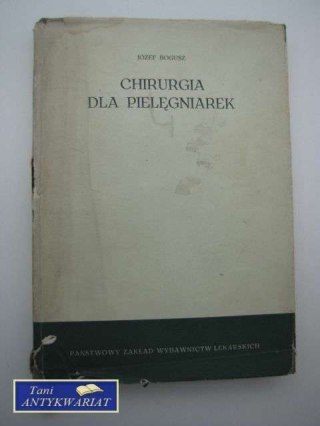 JÓZEF BOGUSZ
CHIRURGIA
DLA PIELĘGNIAREK
PAŃSTWOWY ZAKŁAD WYDAWNICTW LEKARSKICH
Tani
ANTYKWARIAT